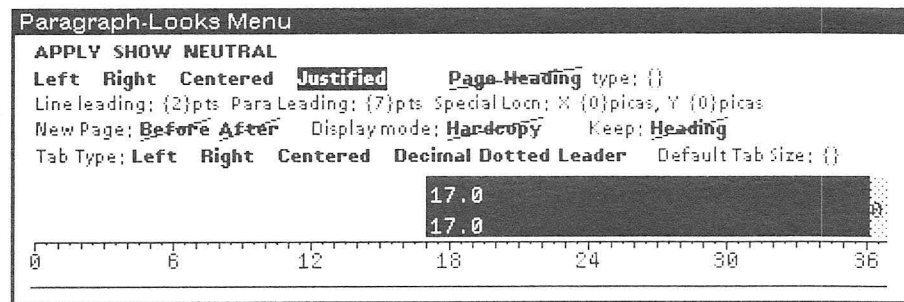 Paragraph-Looks Menu
APPLY SHOW NEUTRAL
Left Right Centered Justified Page-Heading type: {}
Line leading: {2}pts Para Leading: {7}pts Special Locn: X {0}picas, Y {0}picas
New Page: Before After Display mode: Hardcopy Keep: Heading
Tab Type: Left Right Centered Decimal Dotted Leader Default Tab Size: {}
17.0
17.0
0 6 12 18 24 30 36